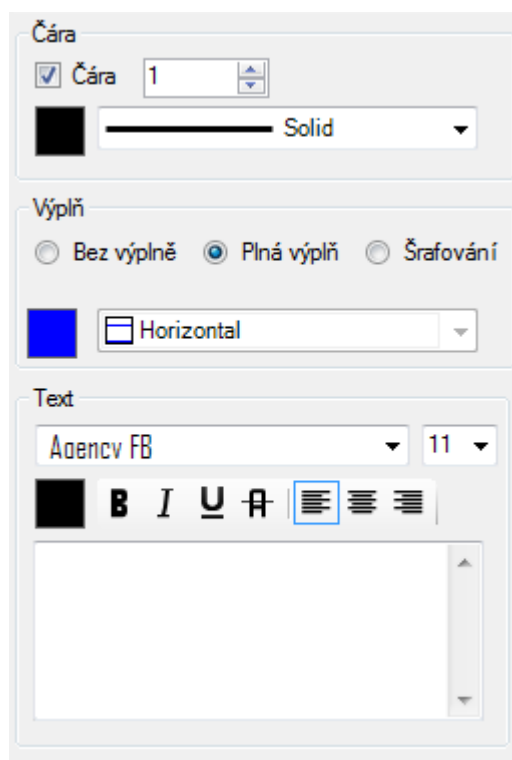 Čára
Čára 1
Solid
Výplň
Bez výplně Plná výplň Šrafování
Horizontal
Text
Agency FB 11
B I U A